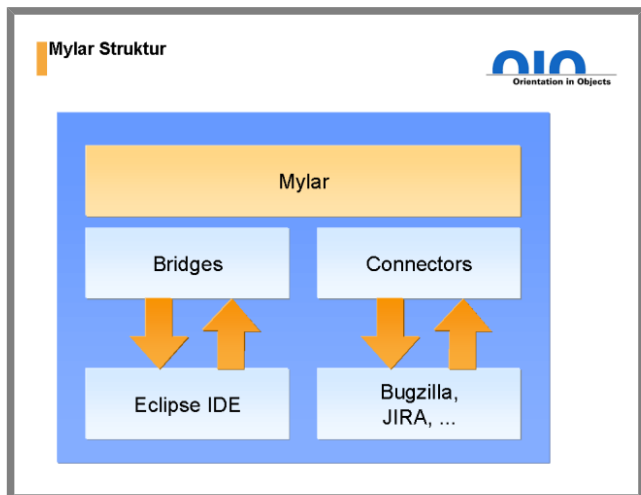 Mylar Struktur
OIO
Orientation in Objects
Mylar
Bridges
Connectors
Eclipse IDE
Bugzilla,
JIRA, ...